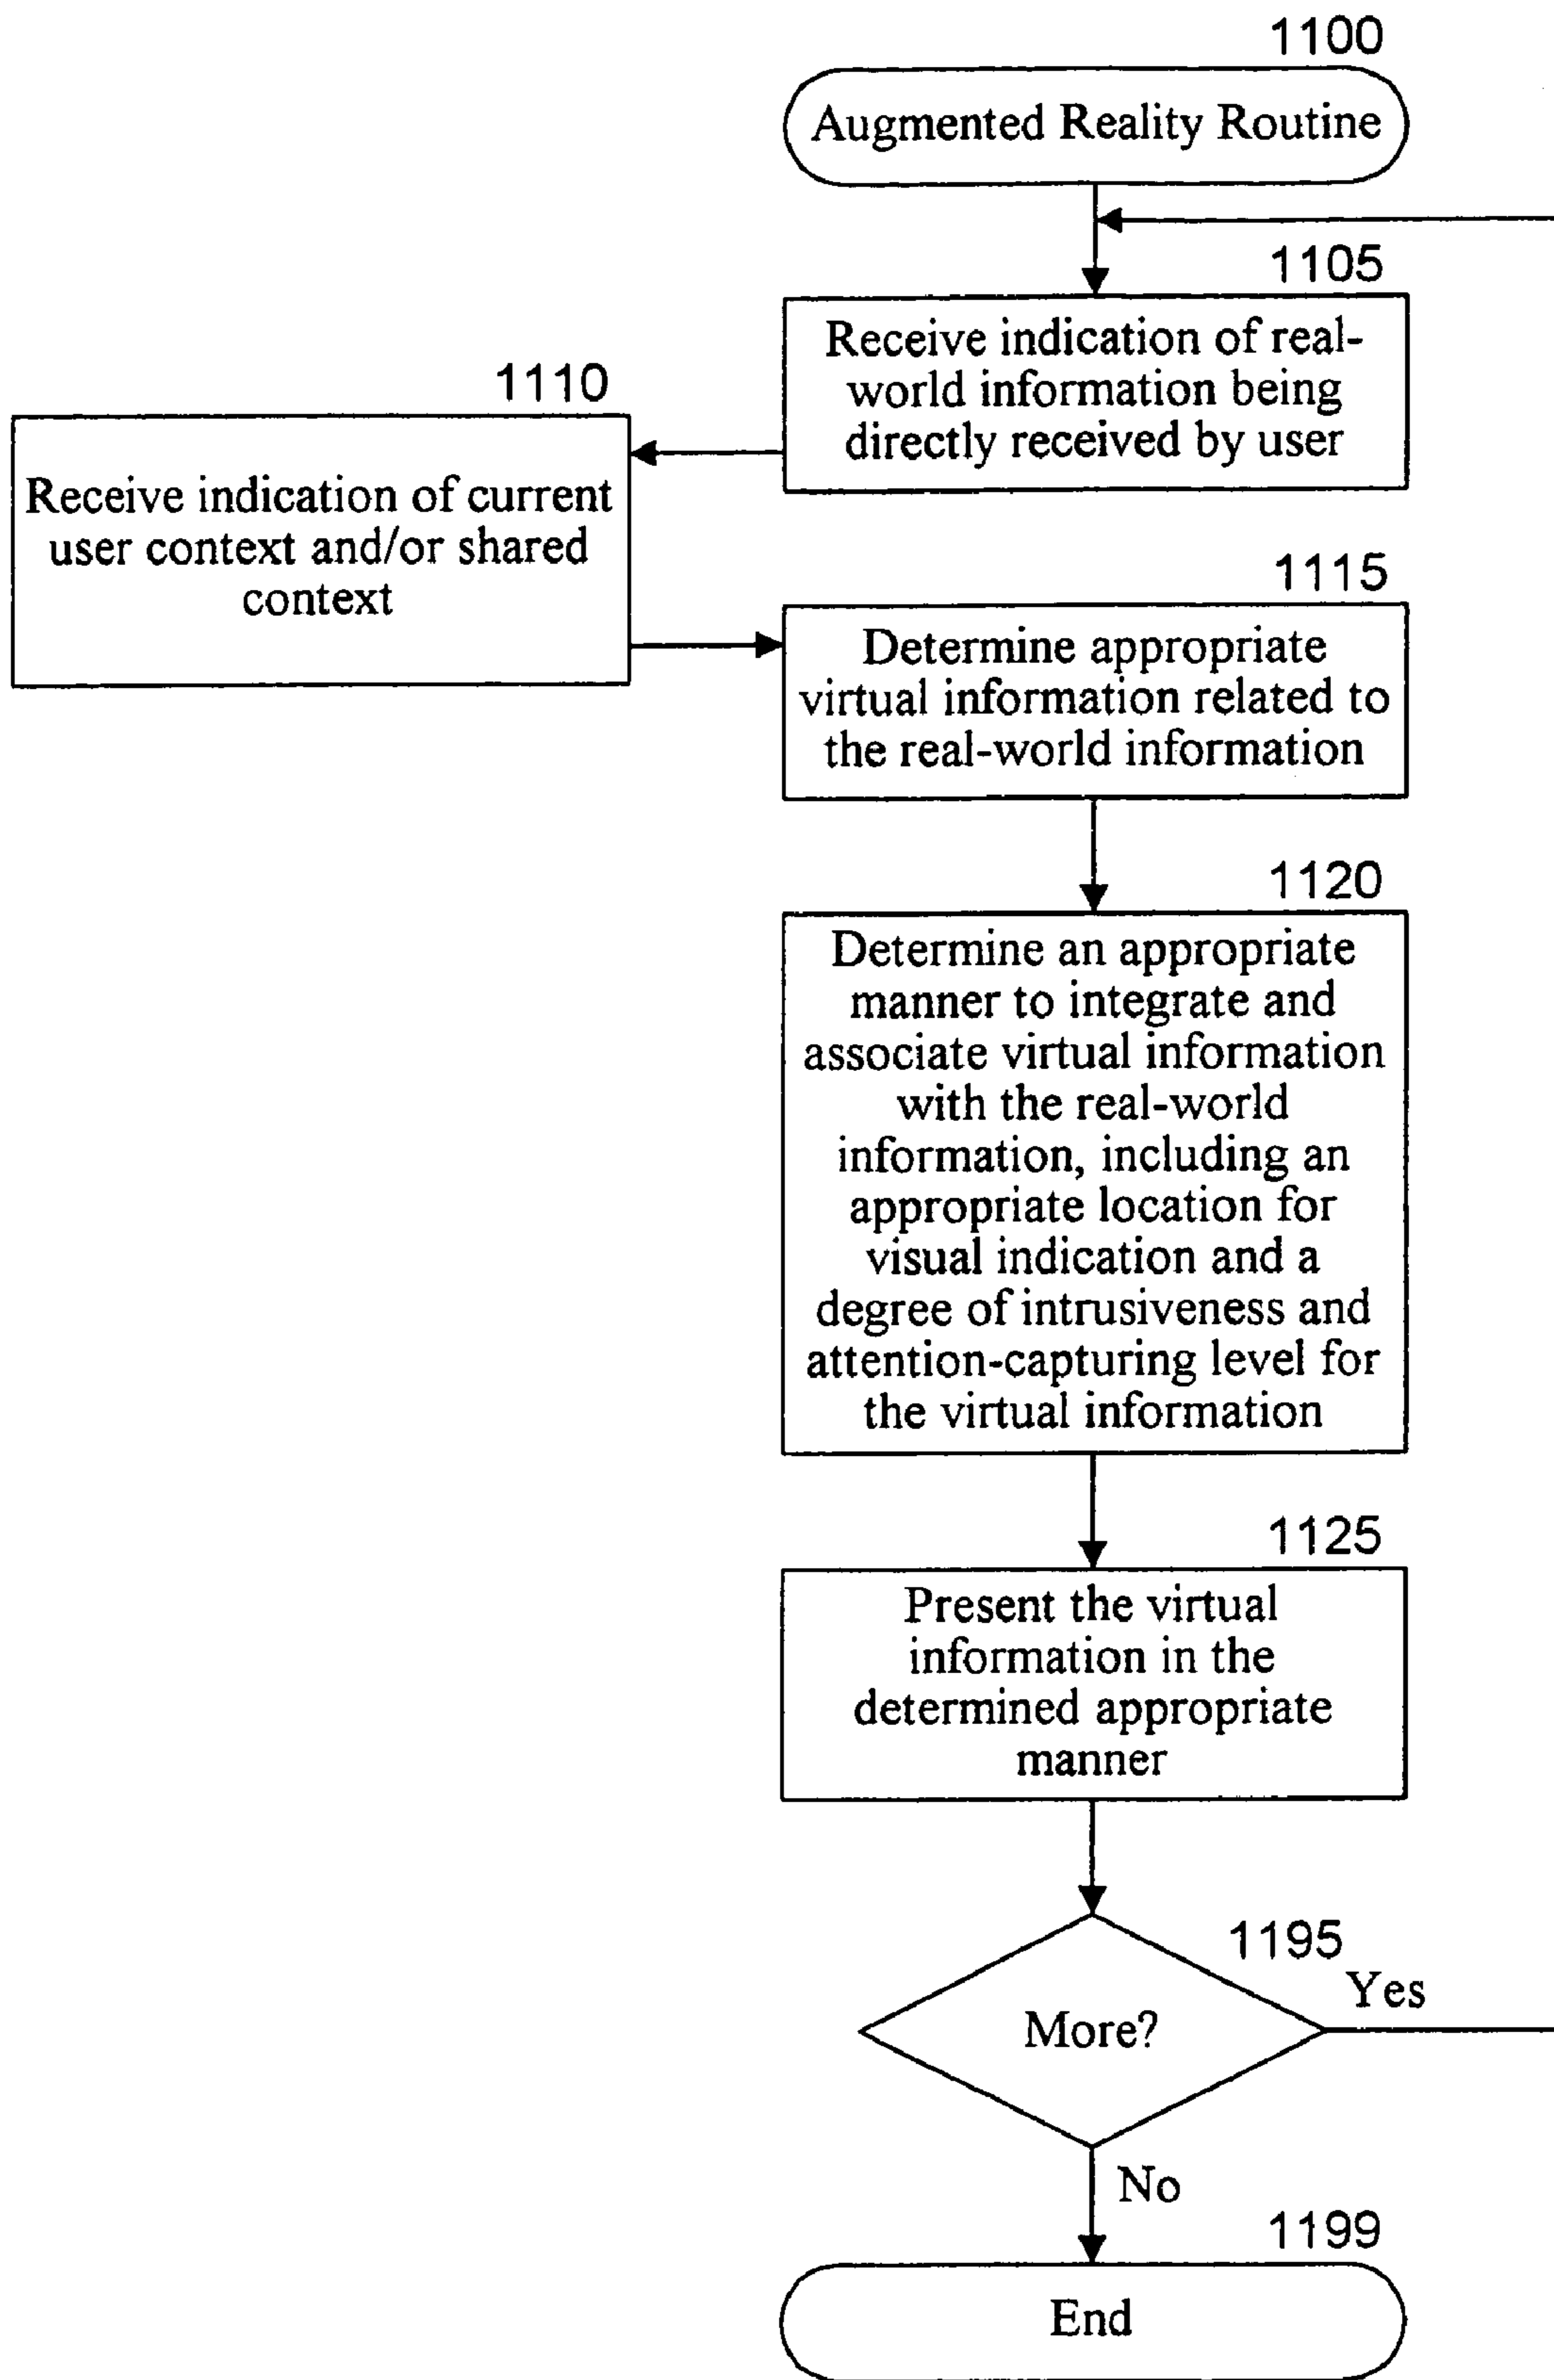 1100
Augmented Reality Routine
1105
Receive indication of real-
world information being
directly received by user
1110
Receive indication of current
user context and/or shared
context
1115
Determine appropriate
virtual information related to
the real-world information
1120
Determine an appropriate
manner to integrate and
associate virtual information
with the real-world
information, including an
appropriate location for
visual indication and a
degree of intrusiveness and
attention-capturing level for
the virtual information
1125
Present the virtual
information in the
determined appropriate
manner
1195
More?
Yes
No
1199
End